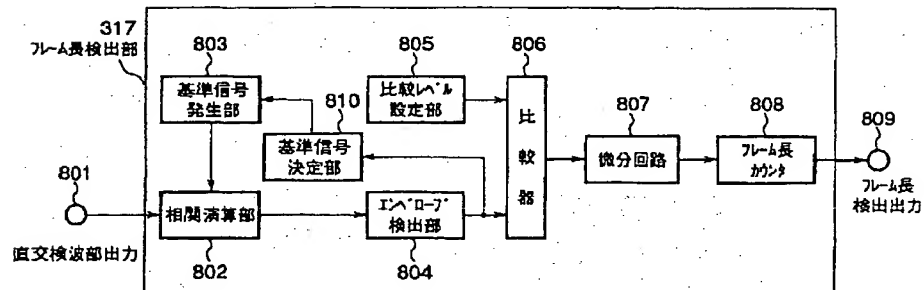 317
フレーム長検出部
803
基準信号
発生部
805
比較レベル
設定部
806
比較器
810
基準信号
決定部
807
微分回路
808
フレーム長
カウンタ
809
フレーム長
検出出力
801
直交検波部出力
相関演算部
802
エンベロープ
検出部
804